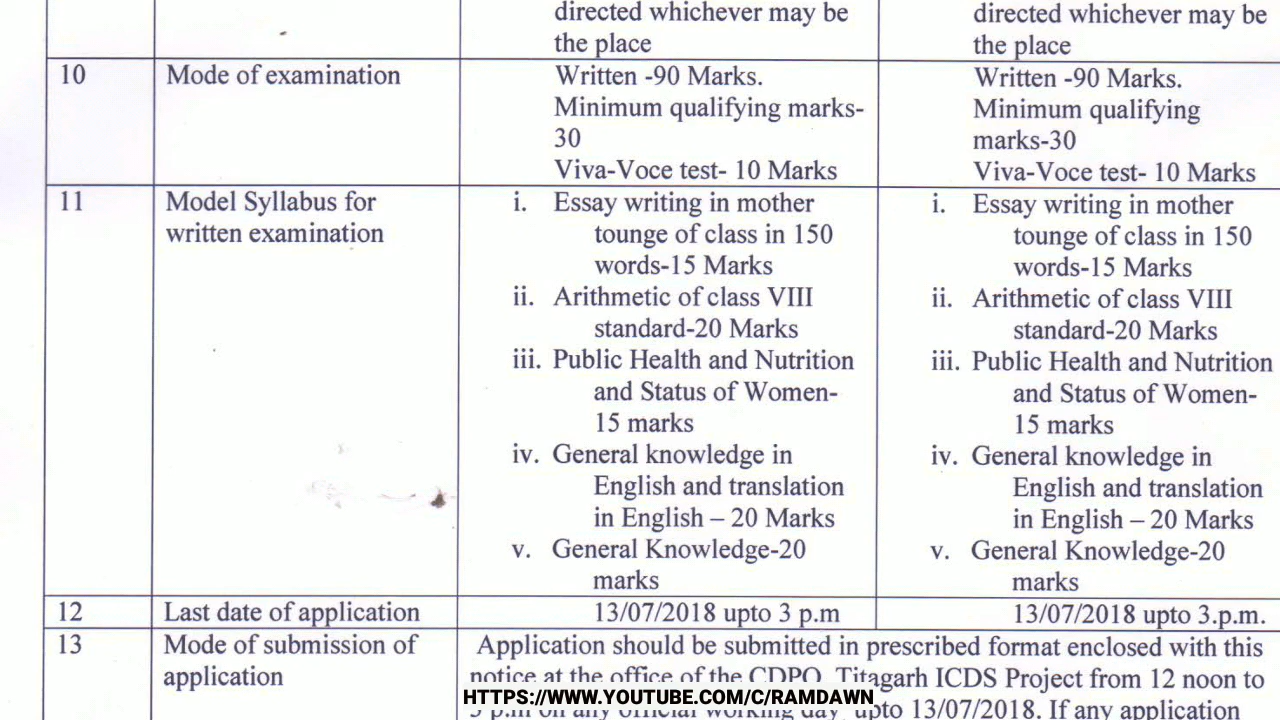 directed whichever may be
the place
directed whichever may be
the place
10
Mode of examination
Written -90 Marks.
Minimum qualifying marks-
30
Viva-Voce test- 10 Marks
Written -90 Marks.
Minimum qualifying
marks-30
Viva-Voce test- 10 Marks
11
Model Syllabus for
written examination
i. Essay writing in mother
tounge of class in 150
words-15 Marks
ii. Arithmetic of class VIII
standard-20 Marks
iii. Public Health and Nutrition
and Status of Women-
15 marks
iv. General knowledge in
English and translation
in English – 20 Marks
v. General Knowledge-20
marks
i. Essay writing in mother
tounge of class in 150
words-15 Marks
ii. Arithmetic of class VIII
standard-20 Marks
iii. Public Health and Nutrition
and Status of Women-
15 marks
iv. General knowledge in
English and translation
in English – 20 Marks
v. General Knowledge-20
marks
12
Last date of application
13/07/2018 upto 3 p.m
13/07/2018 upto 3.p.m.
13
Mode of submission of
application
Application should be submitted in prescribed format enclosed with this
notice at the office of the CDPO, Titagarh ICDS Project from 12 noon to
p.m on any official working day upto 13/07/2018. If any application
HTTPS://WWW.YOUTUBE.COM/C/RAMDAWN